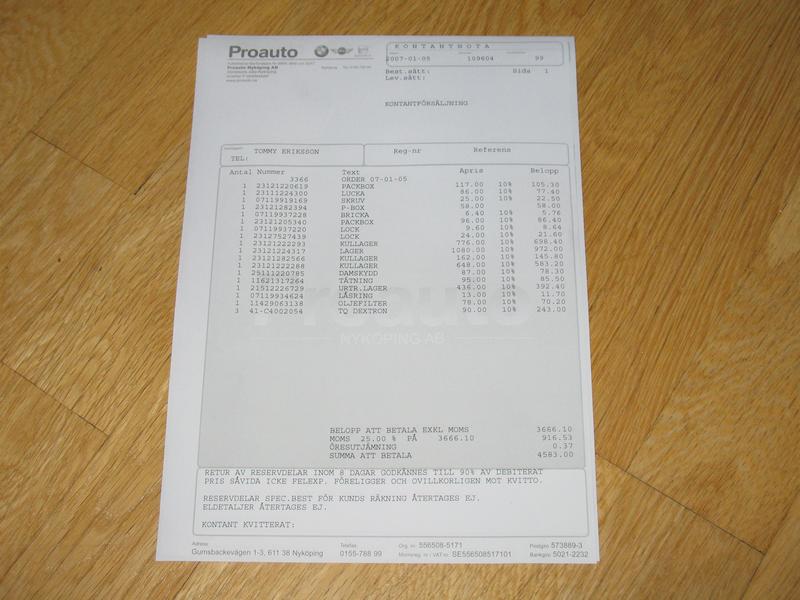 Proauto
Proauto Nyköping AB
KONTANTNOTA
2007-01-05 109604 99
Best.sätt: Sida 1
Lev.sätt:
KONTANTFÖRSÄLJNING
TOMMY ERIKSSON Reg-nr Referens
TEL:
Antal Nummer Text Apris Belopp
3366 ORDER 07-01-05
1 23121220619 PACKBOX 117.00 10% 105.30
1 23111224300 LUCKA 86.00 10% 77.40
1 07119919169 SKRUV 25.00 10% 22.50
1 23121282394 P-BOX 58.00 58.00
1 07119937228 BRICKA 6.40 10% 5.76
1 23121205340 PACKBOX 96.00 10% 86.40
1 07119937220 LOCK 9.60 10% 8.64
1 23127527439 LOCK 24.00 10% 21.60
1 23121222293 KULLAGER 776.00 10% 698.40
1 23121224317 LAGER 1080.00 10% 972.00
1 23121282566 KULLAGER 162.00 10% 145.80
1 23121222288 KULLAGER 648.00 10% 583.20
1 25111220785 DAMSKYDD 87.00 10% 78.30
1 11621317264 TÄTNING 95.00 10% 85.50
1 21512226729 URTR.LAGER 436.00 10% 392.40
1 07119934624 LÅSRING 13.00 10% 11.70
1 11429063138 OLJEFILTER 78.00 10% 70.20
3 41-C4002054 TQ DEXTRON 90.00 10% 243.00
Proauto
NYKÖPING AB
BELOPP ATT BETALA EXKL MOMS 3666.10
MOMS 25.00 % PÅ 3666.10 916.53
ÖRESUTJÄMNING 0.37
SUMMA ATT BETALA 4583.00
RETUR AV RESERVDELAR INOM 8 DAGAR GODKÄNNES TILL 90% AV DEBITERAT
PRIS SÅVIDA ICKE FELEXP. FÖRELIGGER OCH OVILLKORLIGEN MOT KVITTO.
RESERVDELAR SPEC.BEST FÖR KUNDS RÄKNING ÅTERTAGES EJ.
ELDETALJER ÅTERTAGES EJ.
KONTANT KVITTERAT:
Adress Telefax Org. nr 556508-5171 Postgiro 573889-3
Gumsbackevägen 1-3, 611 38 Nyköping 0155-788 99 Momsreg. nr / VAT nr. SE556508517101 Bankgiro 5021-2232